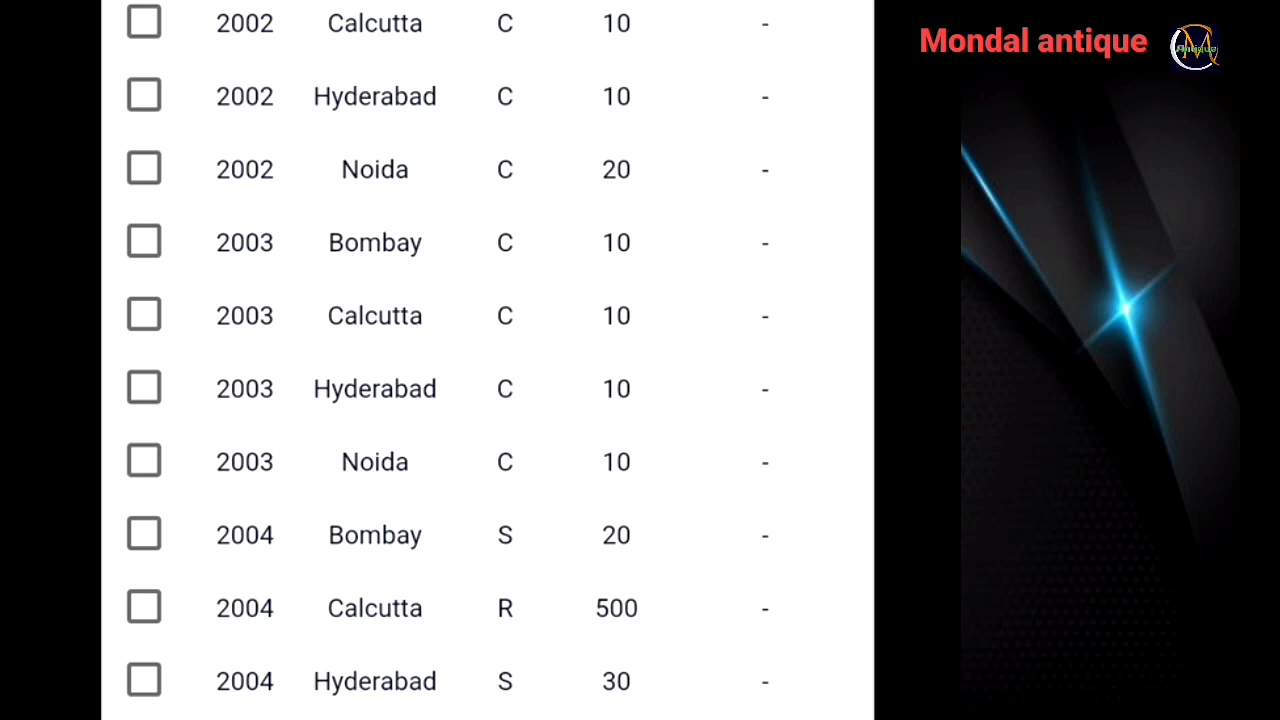 2002 Calcutta C 10 -
2002 Hyderabad C 10 -
2002 Noida C 20 -
2003 Bombay C 10 -
2003 Calcutta C 10 -
2003 Hyderabad C 10 -
2003 Noida C 10 -
2004 Bombay S 20 -
2004 Calcutta R 500 -
2004 Hyderabad S 30 -
Mondal antique
M
Antique